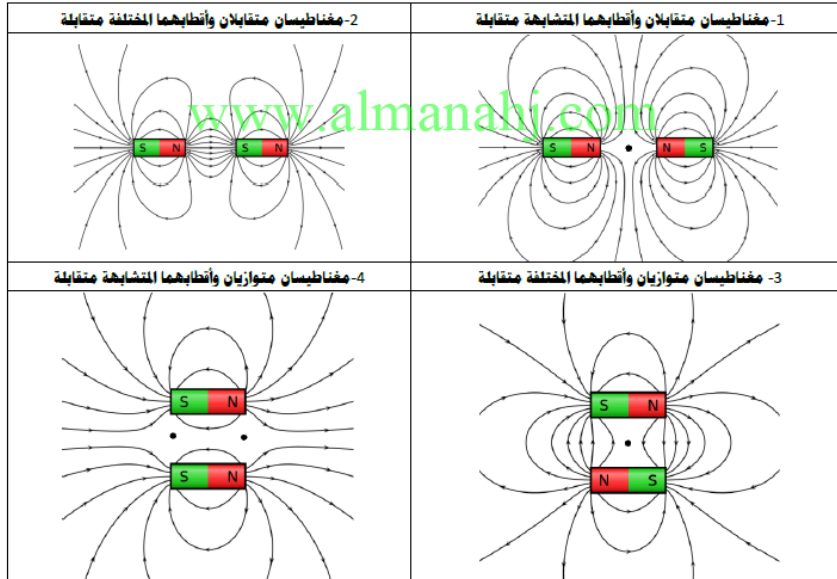 1-مغناطيسان متقابلان وأقطابهما المتشابهة متقابلة
2-مغناطيسان متقابلان وأقطابهما المختلفة متقابلة
www.almanahj.com
S N N S
S N S N
3- مغناطيسان متوازيان وأقطابهما المختلفة متقابلة
4-مغناطيسان متوازيان وأقطابهما المتشابهة متقابلة
S N
N S
S N
S N